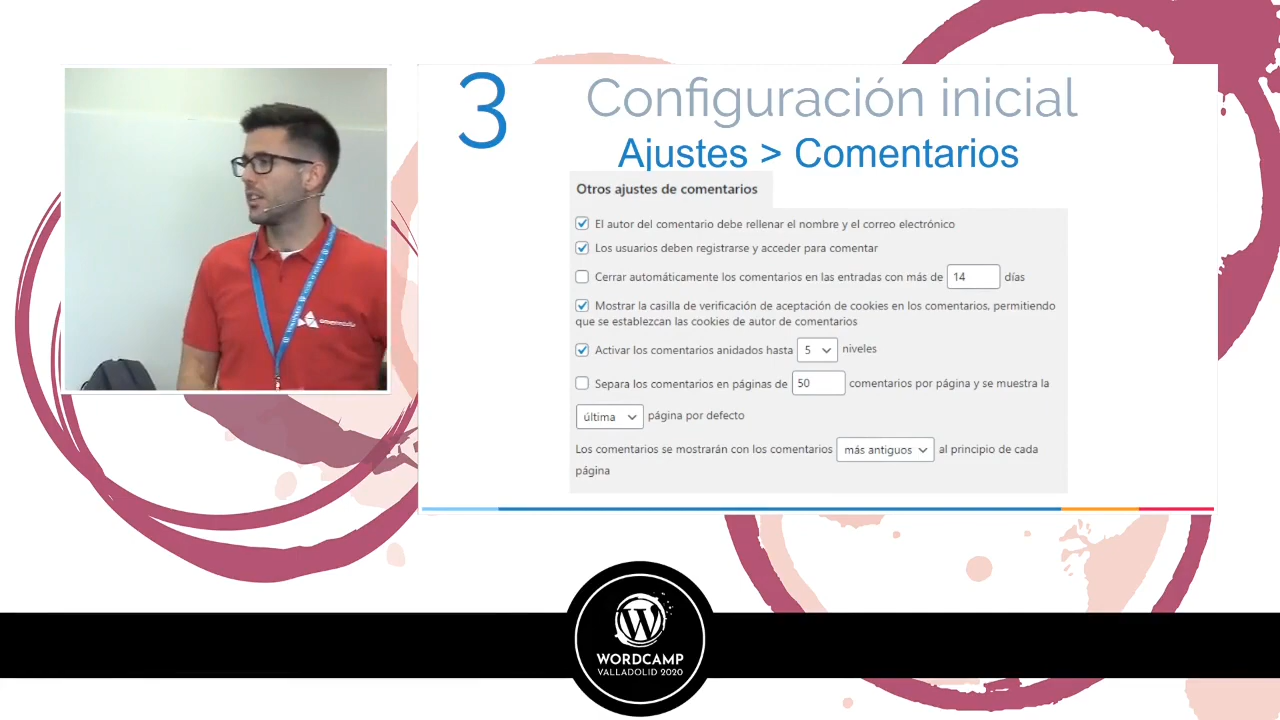 3
Configuración inicial
Ajustes > Comentarios
Otros ajustes de comentarios
El autor del comentario debe rellenar el nombre y el correo electrónico
Los usuarios deben registrarse y acceder para comentar
Cerrar automáticamente los comentarios en las entradas con más de 14 días
Mostrar la casilla de verificación de aceptación de cookies en los comentarios, permitiendo
que se establezcan las cookies de autor de comentarios
Activar los comentarios anidados hasta 5 niveles
Separa los comentarios en páginas de 50 comentarios por página y se muestra la
última página por defecto
Los comentarios se mostrarán con los comentarios más antiguos al principio de cada
página
WORDCAMP
VALLADOLID 2020